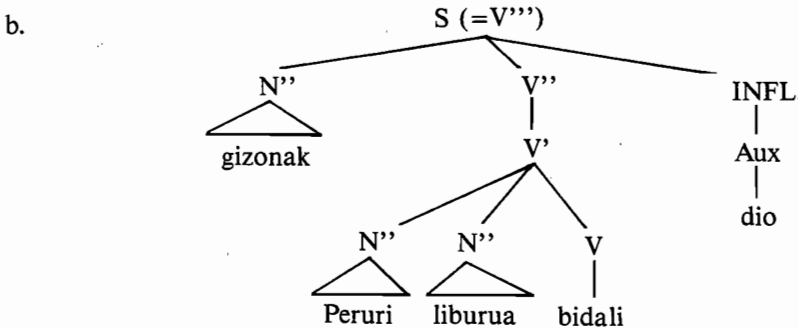 b.
S (=V’’’)
N’’ V’’ INFL
gizonak V’ Aux
dio
N’’ N’’ V
Peruri liburua bidali